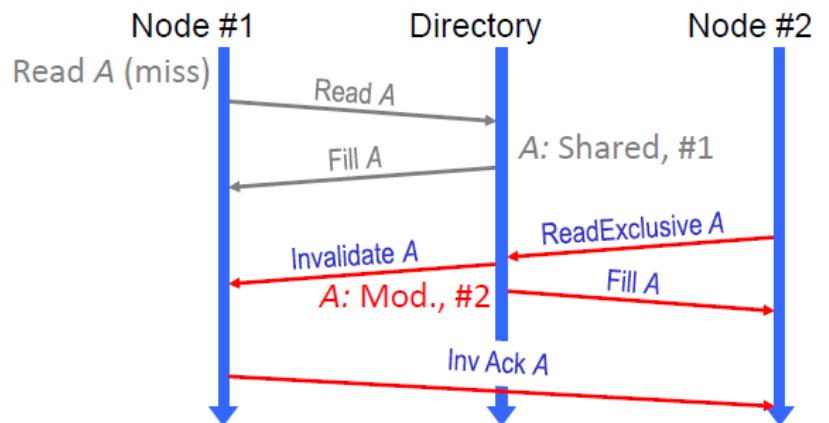 Node #1
Directory
Node #2
Read A (miss)
Read A
A: Shared, #1
Fill A
ReadExclusive A
Invalidate A
Fill A
A: Mod., #2
Inv Ack A